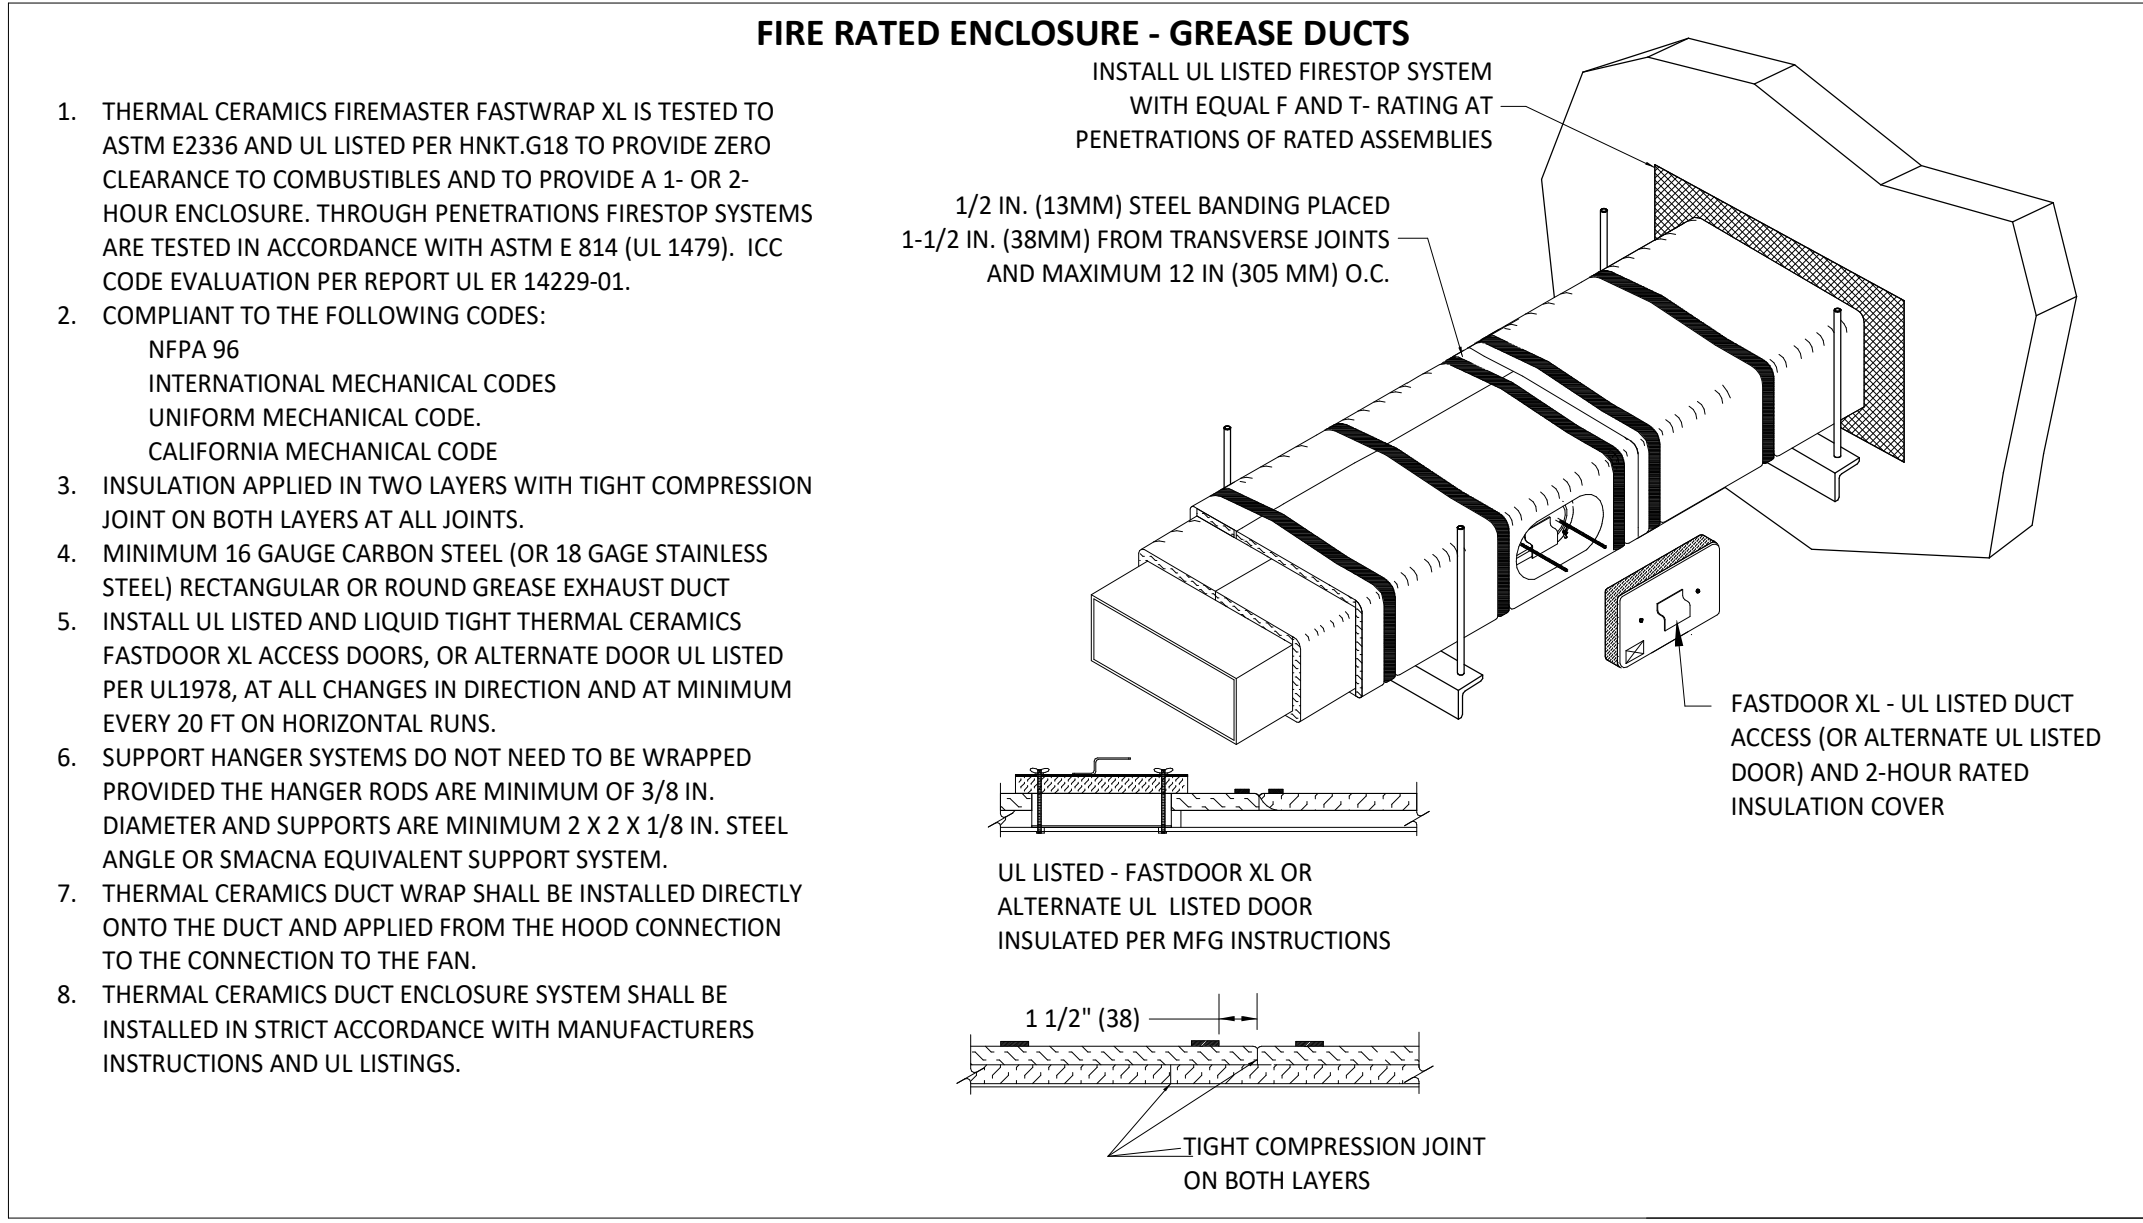 FIRE RATED ENCLOSURE - GREASE DUCTS
1. THERMAL CERAMICS FIREMASTER FASTWRAP XL IS TESTED TO
ASTM E2336 AND UL LISTED PER HNKT.G18 TO PROVIDE ZERO
CLEARANCE TO COMBUSTIBLES AND TO PROVIDE A 1- OR 2-
HOUR ENCLOSURE. THROUGH PENETRATIONS FIRESTOP SYSTEMS
ARE TESTED IN ACCORDANCE WITH ASTM E 814 (UL 1479). ICC
CODE EVALUATION PER REPORT UL ER 14229-01.
2. COMPLIANT TO THE FOLLOWING CODES:
NFPA 96
INTERNATIONAL MECHANICAL CODES
UNIFORM MECHANICAL CODE.
CALIFORNIA MECHANICAL CODE
3. INSULATION APPLIED IN TWO LAYERS WITH TIGHT COMPRESSION
JOINT ON BOTH LAYERS AT ALL JOINTS.
4. MINIMUM 16 GAUGE CARBON STEEL (OR 18 GAGE STAINLESS
STEEL) RECTANGULAR OR ROUND GREASE EXHAUST DUCT
5. INSTALL UL LISTED AND LIQUID TIGHT THERMAL CERAMICS
FASTDOOR XL ACCESS DOORS, OR ALTERNATE DOOR UL LISTED
PER UL1978, AT ALL CHANGES IN DIRECTION AND AT MINIMUM
EVERY 20 FT ON HORIZONTAL RUNS.
6. SUPPORT HANGER SYSTEMS DO NOT NEED TO BE WRAPPED
PROVIDED THE HANGER RODS ARE MINIMUM OF 3/8 IN.
DIAMETER AND SUPPORTS ARE MINIMUM 2 X 2 X 1/8 IN. STEEL
ANGLE OR SMACNA EQUIVALENT SUPPORT SYSTEM.
7. THERMAL CERAMICS DUCT WRAP SHALL BE INSTALLED DIRECTLY
ONTO THE DUCT AND APPLIED FROM THE HOOD CONNECTION
TO THE CONNECTION TO THE FAN.
8. THERMAL CERAMICS DUCT ENCLOSURE SYSTEM SHALL BE
INSTALLED IN STRICT ACCORDANCE WITH MANUFACTURERS
INSTRUCTIONS AND UL LISTINGS.
INSTALL UL LISTED FIRESTOP SYSTEM
WITH EQUAL F AND T- RATING AT
PENETRATIONS OF RATED ASSEMBLIES
1/2 IN. (13MM) STEEL BANDING PLACED
1-1/2 IN. (38MM) FROM TRANSVERSE JOINTS
AND MAXIMUM 12 IN (305 MM) O.C.
FASTDOOR XL - UL LISTED DUCT
ACCESS (OR ALTERNATE UL LISTED
DOOR) AND 2-HOUR RATED
INSULATION COVER
UL LISTED - FASTDOOR XL OR
ALTERNATE UL LISTED DOOR
INSULATED PER MFG INSTRUCTIONS
1 1/2" (38)
TIGHT COMPRESSION JOINT
ON BOTH LAYERS